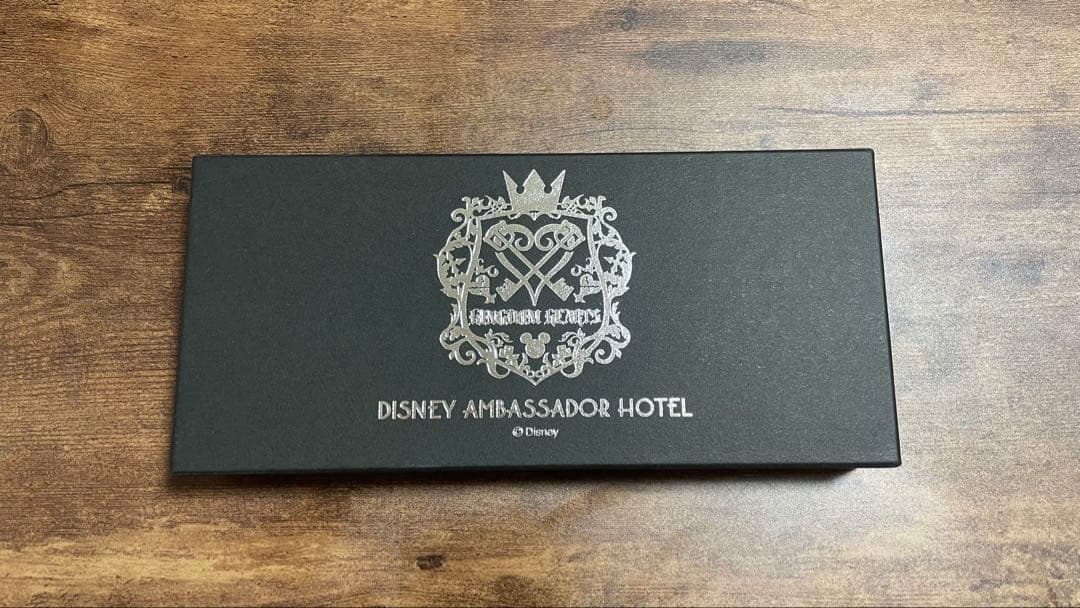 KINGDOM HEARTS
DISNEY AMBASSADOR HOTEL
© Disney